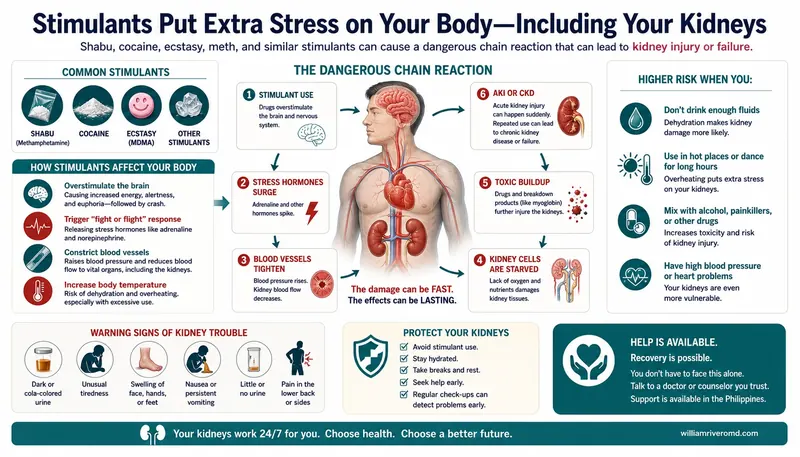 Stimulants Put Extra Stress on Your Body—Including Your Kidneys
Shabu, cocaine, ecstasy, meth, and similar stimulants can cause a dangerous chain reaction that can lead to kidney injury or failure.
COMMON STIMULANTS
SHABU
(Methamphetamine)
COCAINE
ECSTASY
(MDMA)
OTHER
STIMULANTS
HOW STIMULANTS AFFECT YOUR BODY
Overstimulate the brain
Causing increased energy, alertness,
and euphoria—followed by crash.
Trigger “fight or flight” response
Releasing stress hormones like adrenaline
and norepinephrine.
Constrict blood vessels
Raises blood pressure and reduces blood
flow to vital organs, including the kidneys.
Increase body temperature
Risk of dehydration and overheating,
especially with excessive use.
THE DANGEROUS CHAIN REACTION
1 STIMULANT USE
Drugs overstimulate
the brain and nervous
system.
2 STRESS HORMONES
SURGE
Adrenaline and other
hormones spike.
3 BLOOD VESSELS
TIGHTEN
Blood pressure rises.
Kidney blood flow
decreases.
4 KIDNEY CELLS
ARE STARVED
Lack of oxygen and
nutrients damages
kidney tissues.
5 TOXIC BUILDUP
Drugs and breakdown
products (like myoglobin)
further injure the kidneys.
6 AKI OR CKD
Acute kidney injury
can happen suddenly.
Repeated use can lead
to chronic kidney
disease or failure.
The damage can be FAST.
The effects can be LASTING.
HIGHER RISK WHEN YOU:
Don’t drink enough fluids
Dehydration makes kidney
damage more likely.
Use in hot places or dance
for long hours
Overheating puts extra stress
on your kidneys.
Mix with alcohol, painkillers,
or other drugs
Increases toxicity and risk
of kidney injury.
Have high blood pressure
or heart problems
Your kidneys are even
more vulnerable.
WARNING SIGNS OF KIDNEY TROUBLE
Dark or
cola-colored
urine
Unusual
tiredness
Swelling of
face, hands,
or feet
Nausea or
persistent
vomiting
Little or
no urine
Pain in the
lower back
or sides
PROTECT YOUR KIDNEYS
Avoid stimulant use.
Stay hydrated.
Take breaks and rest.
Seek help early.
Regular check-ups can
detect problems early.
HELP IS AVAILABLE.
Recovery is possible.
You don’t have to face this alone.
Talk to a doctor or counselor you trust.
Support is available in the Philippines.
Your kidneys work 24/7 for you. Choose health. Choose a better future.
williamriveromd.com